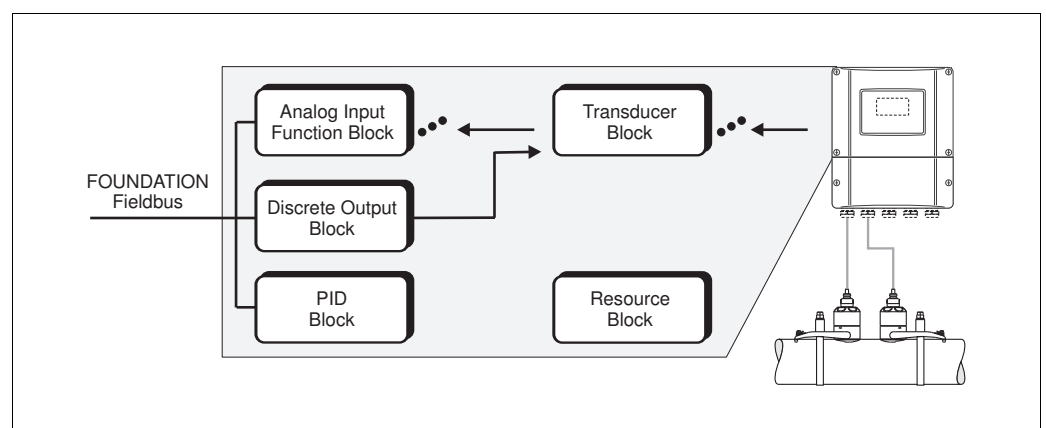 Analog Input
Function Block
Transducer
Block
FOUNDATION
Fieldbus
Discrete Output
Block
PID
Block
Resource
Block